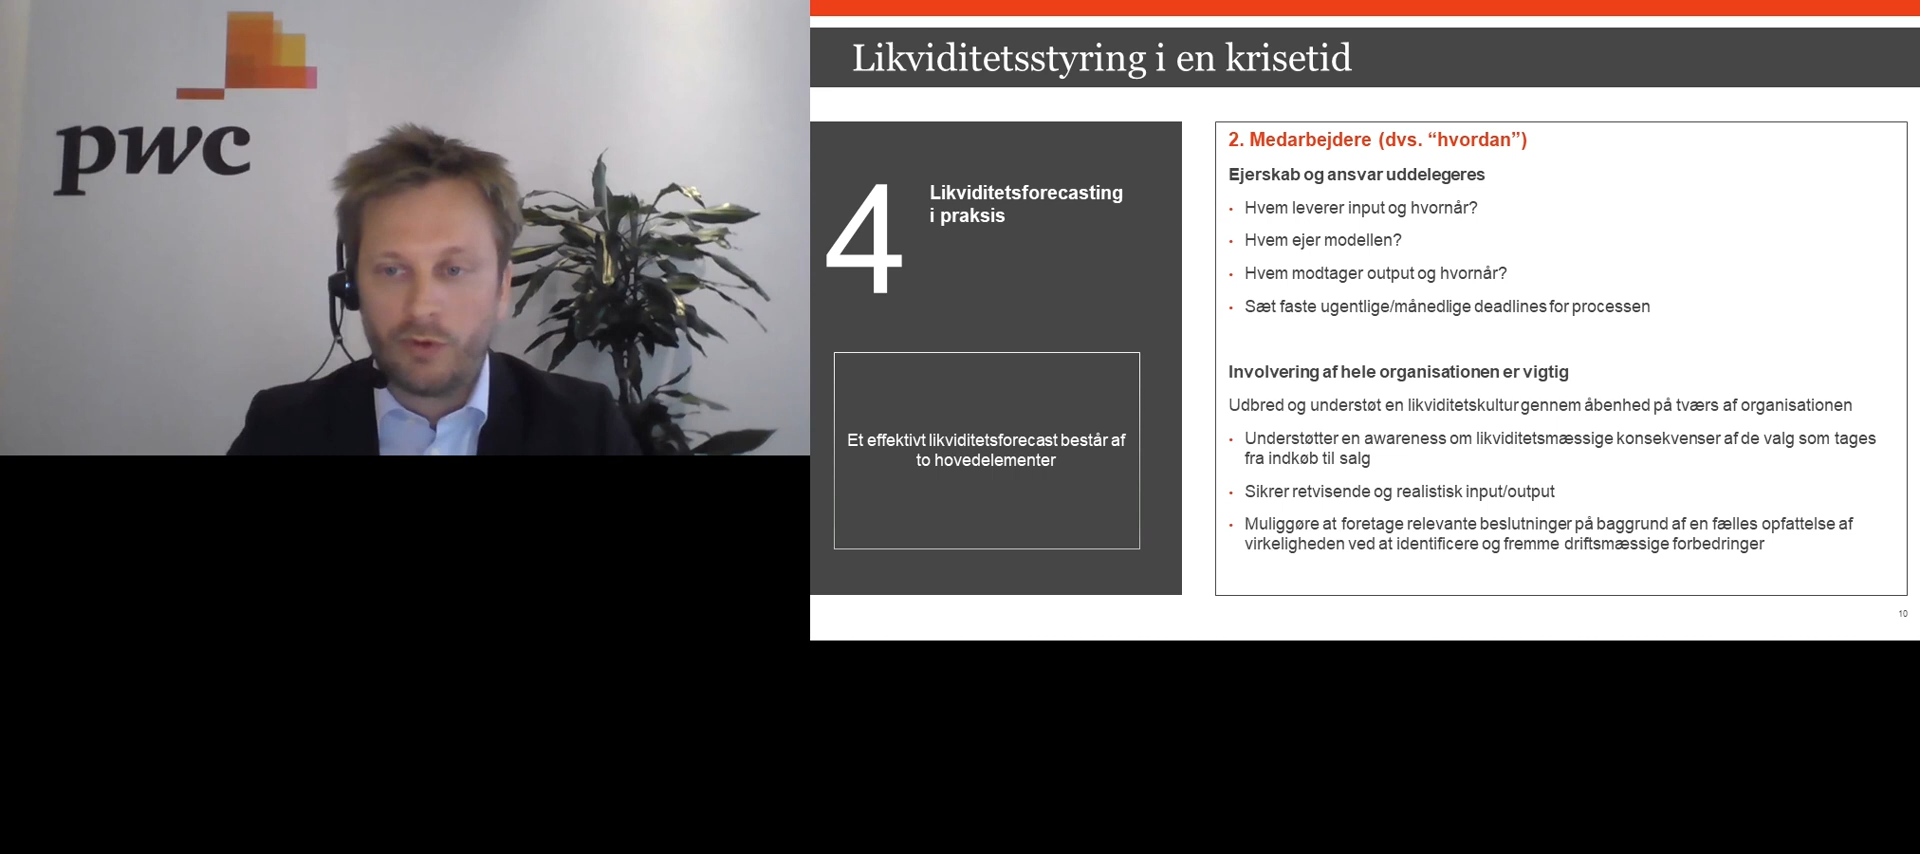 pwc
Likviditetsstyring i en krisetid
4
Likviditetsforecasting
i praksis
Et effektivt likviditetsforecast består af
to hovedelementer
2. Medarbejdere (dvs. “hvordan”)
Ejerskab og ansvar uddelegeres
• Hvem leverer input og hvornår?
• Hvem ejer modellen?
• Hvem modtager output og hvornår?
• Sæt faste ugentlige/månedlige deadlines for processen
Involvering af hele organisationen er vigtig
Udbred og understøt en likviditetskultur gennem åbenhed på tværs af organisationen
• Understøtter en awareness om likviditetsmæssige konsekvenser af de valg som tages
fra indkøb til salg
• Sikrer retvisende og realistisk input/output
• Muliggøre at foretage relevante beslutninger på baggrund af en fælles opfattelse af
virkeligheden ved at identificere og fremme driftsmæssige forbedringer
10